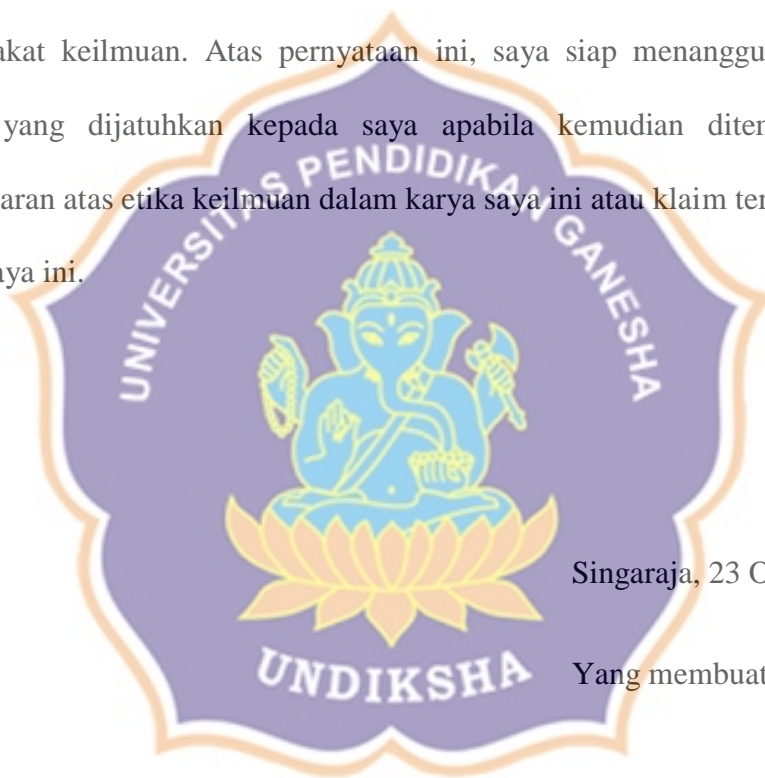 akat keilmuan. Atas pernyataan ini, saya siap menanggu
yang dijatuhkan kepada saya apabila kemudian diten
aran atas etika keilmuan dalam karya saya ini atau klaim ter
aya ini.
UNIVERSITAS PENDIDIKAN GANESHA
Singaraja, 23 O
UNDIKSHA
Yang membuat